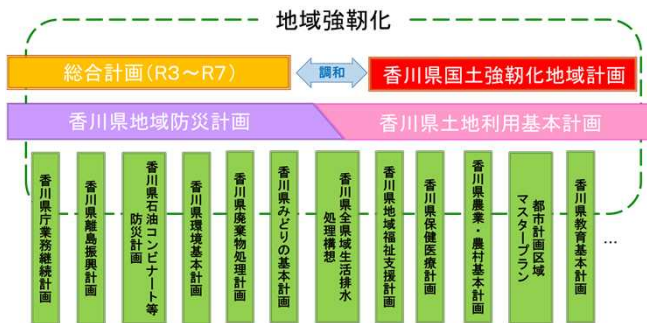 地域強靭化
総合計画(R3～R7)
調和
香川県国土強靭化地域計画
香川県地域防災計画
香川県土地利用基本計画
香川県庁業務継続計画
香川県離島振興計画
香川県石油コンビナート等
防災計画
香川県環境基本計画
香川県廃棄物処理計画
香川県みどりの基本計画
香川県全県域生活排水
処理構想
香川県地域福祉支援計画
香川県保健医療計画
香川県農業・農村基本計画
都市計画区域
マスタープラン
香川県教育基本計画
…